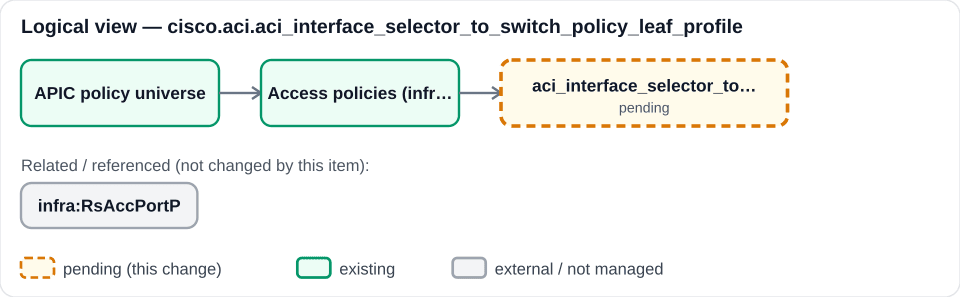 Logical view — cisco.aci.aci_interface_selector_to_switch_policy_leaf_profile
APIC policy universe
Access policies (infr…
aci_interface_selector_to…
pending
Related / referenced (not changed by this item):
infra:RsAccPortP
pending (this change)
existing
external / not managed